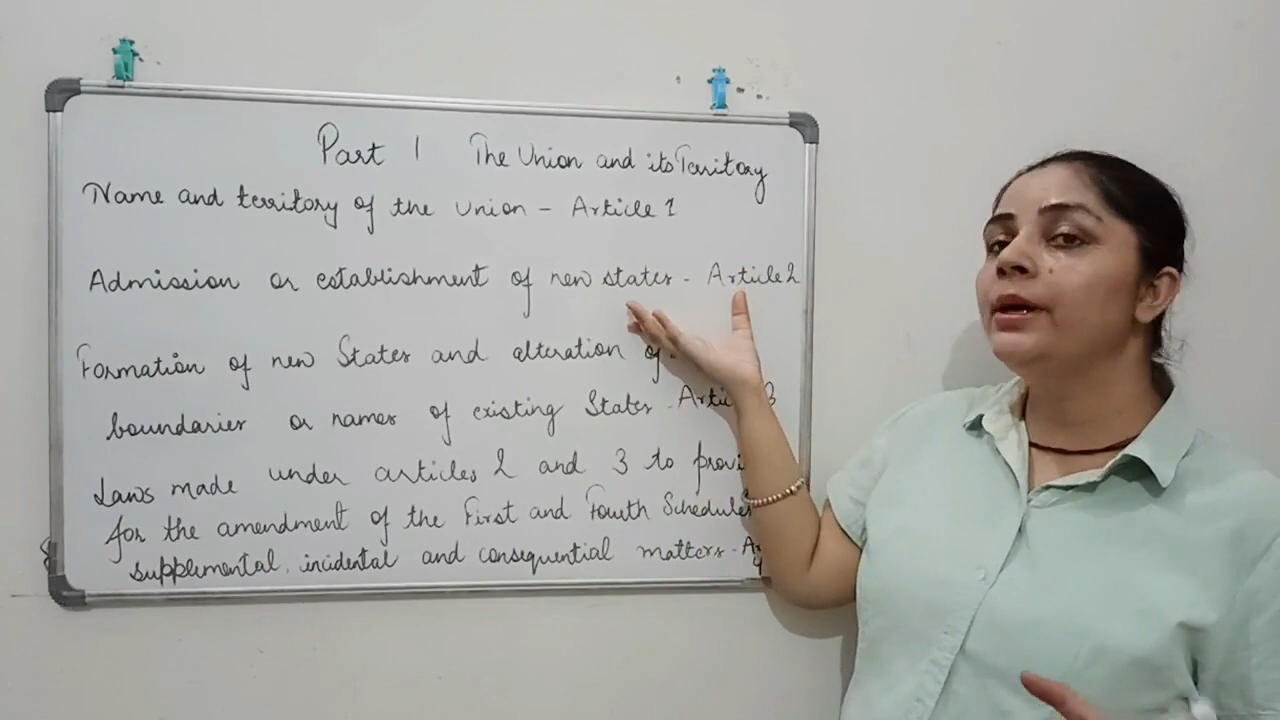 Part 1 The Union and its Territory
Name and territory of the Union - Article 1
Admission or establishment of new states - Article 2
Formation of new States and alteration of
boundaries or names of existing States - Article 3
Laws made under articles 2 and 3 to
for the amendment of the First and Fourth Schedules
supplemental, incidental and consequential matters -